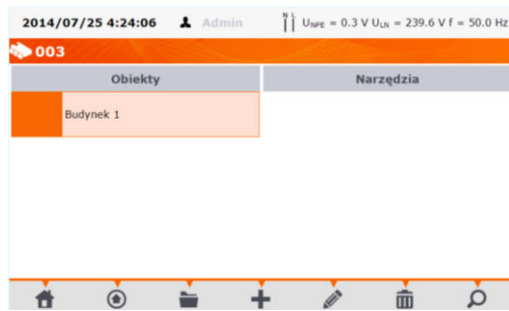 2014/07/25 4:24:06 Admin N L UNPE = 0.3 V ULN = 239.6 V f = 50.0 Hz
003
Obiekty Narzędzia
Budynek 1